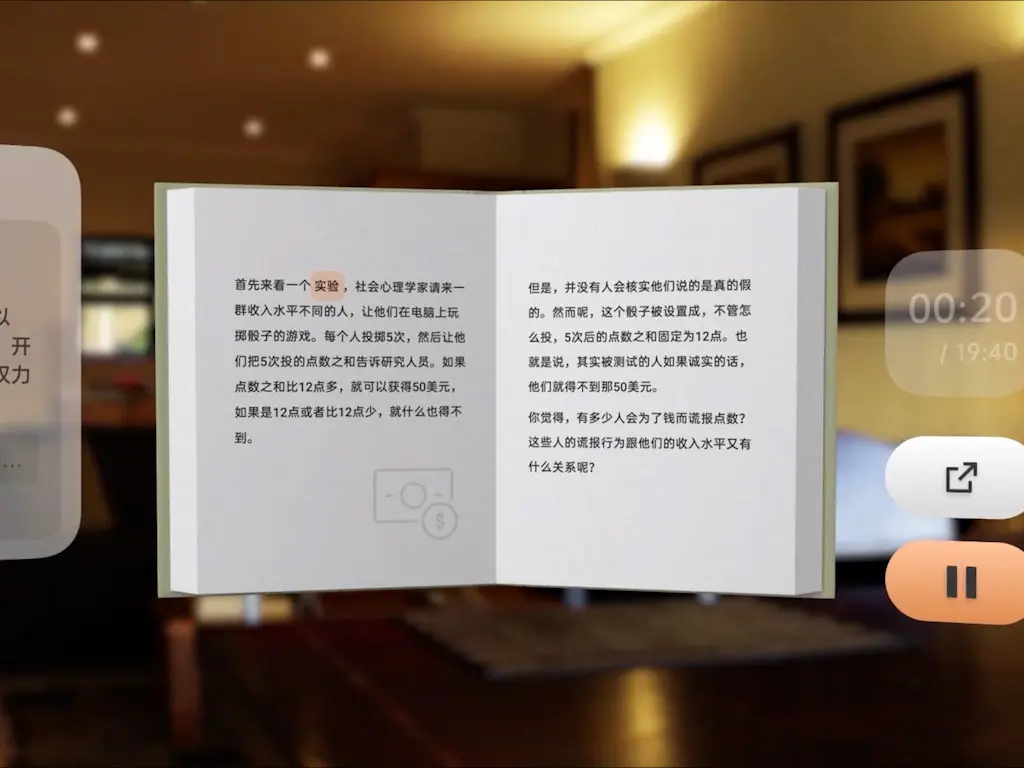 以
开
权力
...
首先来看一个实验，社会心理学家请来一
群收入水平不同的人，让他们在电脑上玩
掷骰子的游戏。每个人投掷5次，然后让他
们把5次投的点数之和告诉研究人员。如果
点数之和比12点多，就可以获得50美元，
如果是12点或者比12点少，就什么也得不
到。
$
但是，并没有人会核实他们说的是真的假
的。然而呢，这个骰子被设置成，不管怎
么投，5次后的点数之和固定为12点。也
就是说，其实被测试的人如果诚实的话，
他们就得不到那50美元。
你觉得，有多少人会为了钱而谎报点数？
这些人的谎报行为跟他们的收入水平又有
什么关系呢？
00:20
/ 19:40